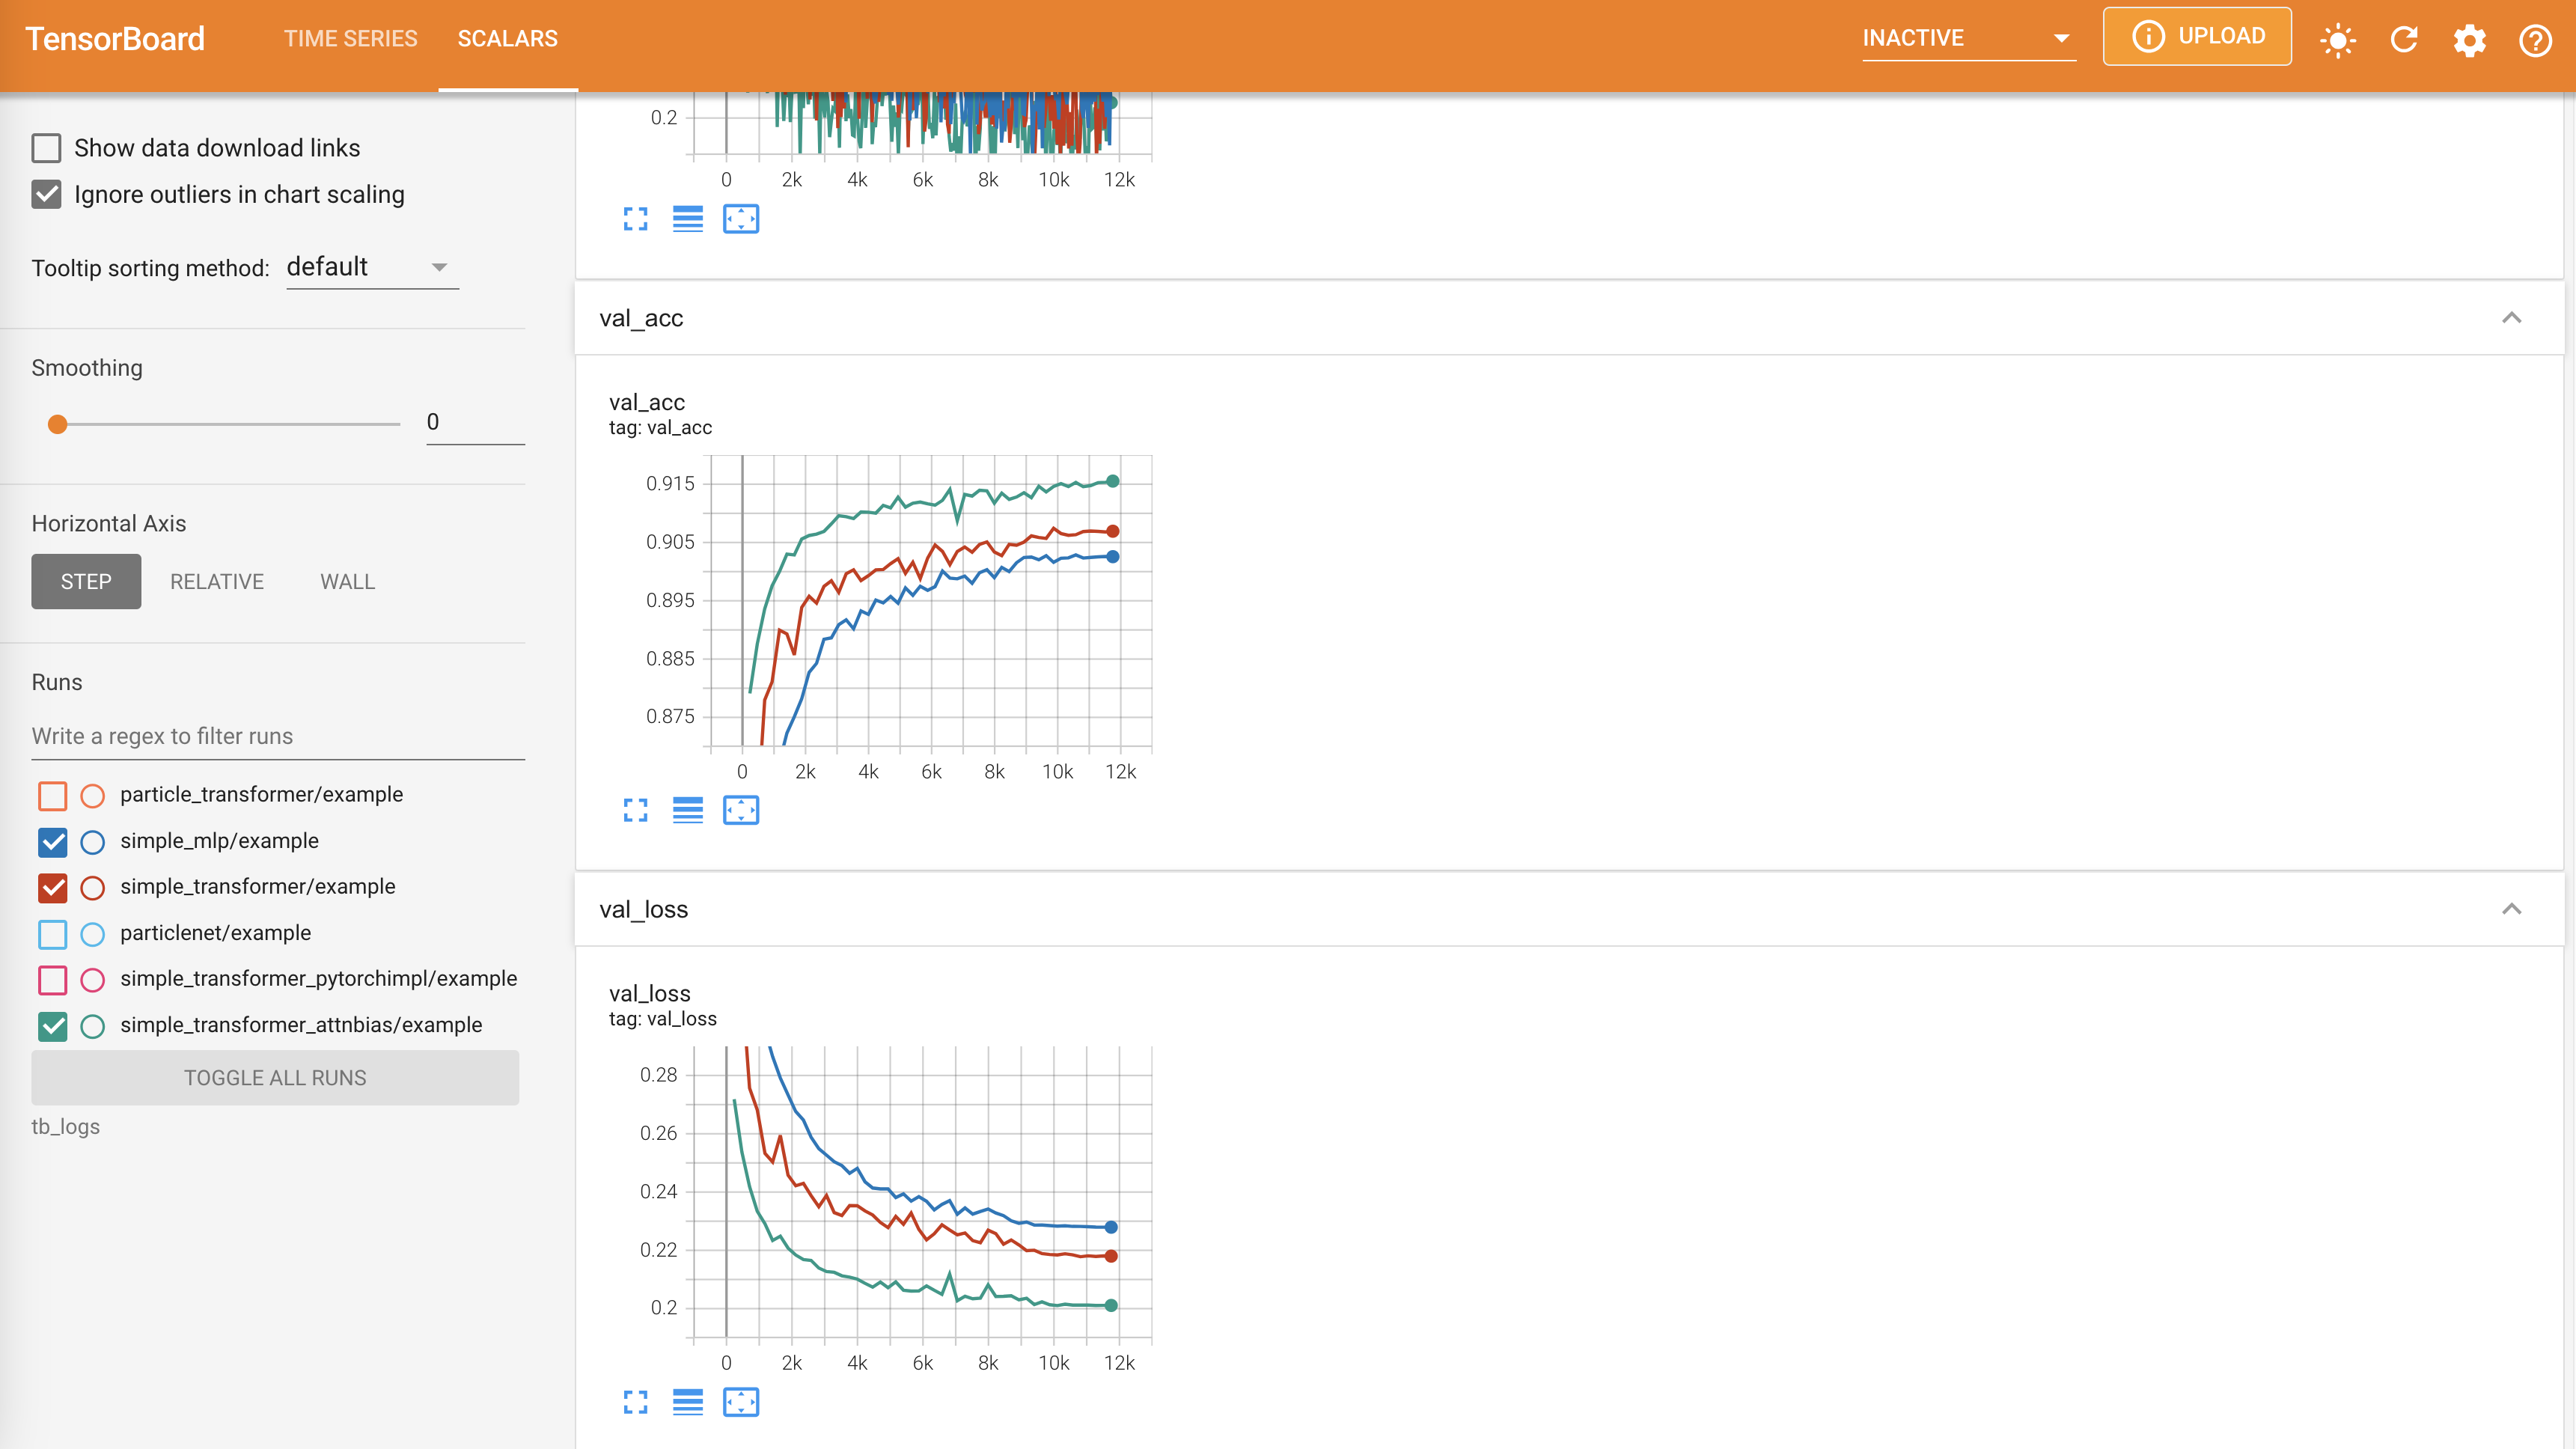 TensorBoard
TIME SERIES
SCALARS
INACTIVE
UPLOAD
Show data download links
Ignore outliers in chart scaling
Tooltip sorting method: default
Smoothing
0
Horizontal Axis
STEP RELATIVE WALL
Runs
Write a regex to filter runs
particle_transformer/example
simple_mlp/example
simple_transformer/example
particlenet/example
simple_transformer_pytorchimpl/example
simple_transformer_attnbias/example
TOGGLE ALL RUNS
tb_logs
0.2
0 2k 4k 6k 8k 10k 12k
val_acc
val_acc
tag: val_acc
0.915
0.905
0.895
0.885
0.875
0 2k 4k 6k 8k 10k 12k
val_loss
val_loss
tag: val_loss
0.28
0.26
0.24
0.22
0.2
0 2k 4k 6k 8k 10k 12k